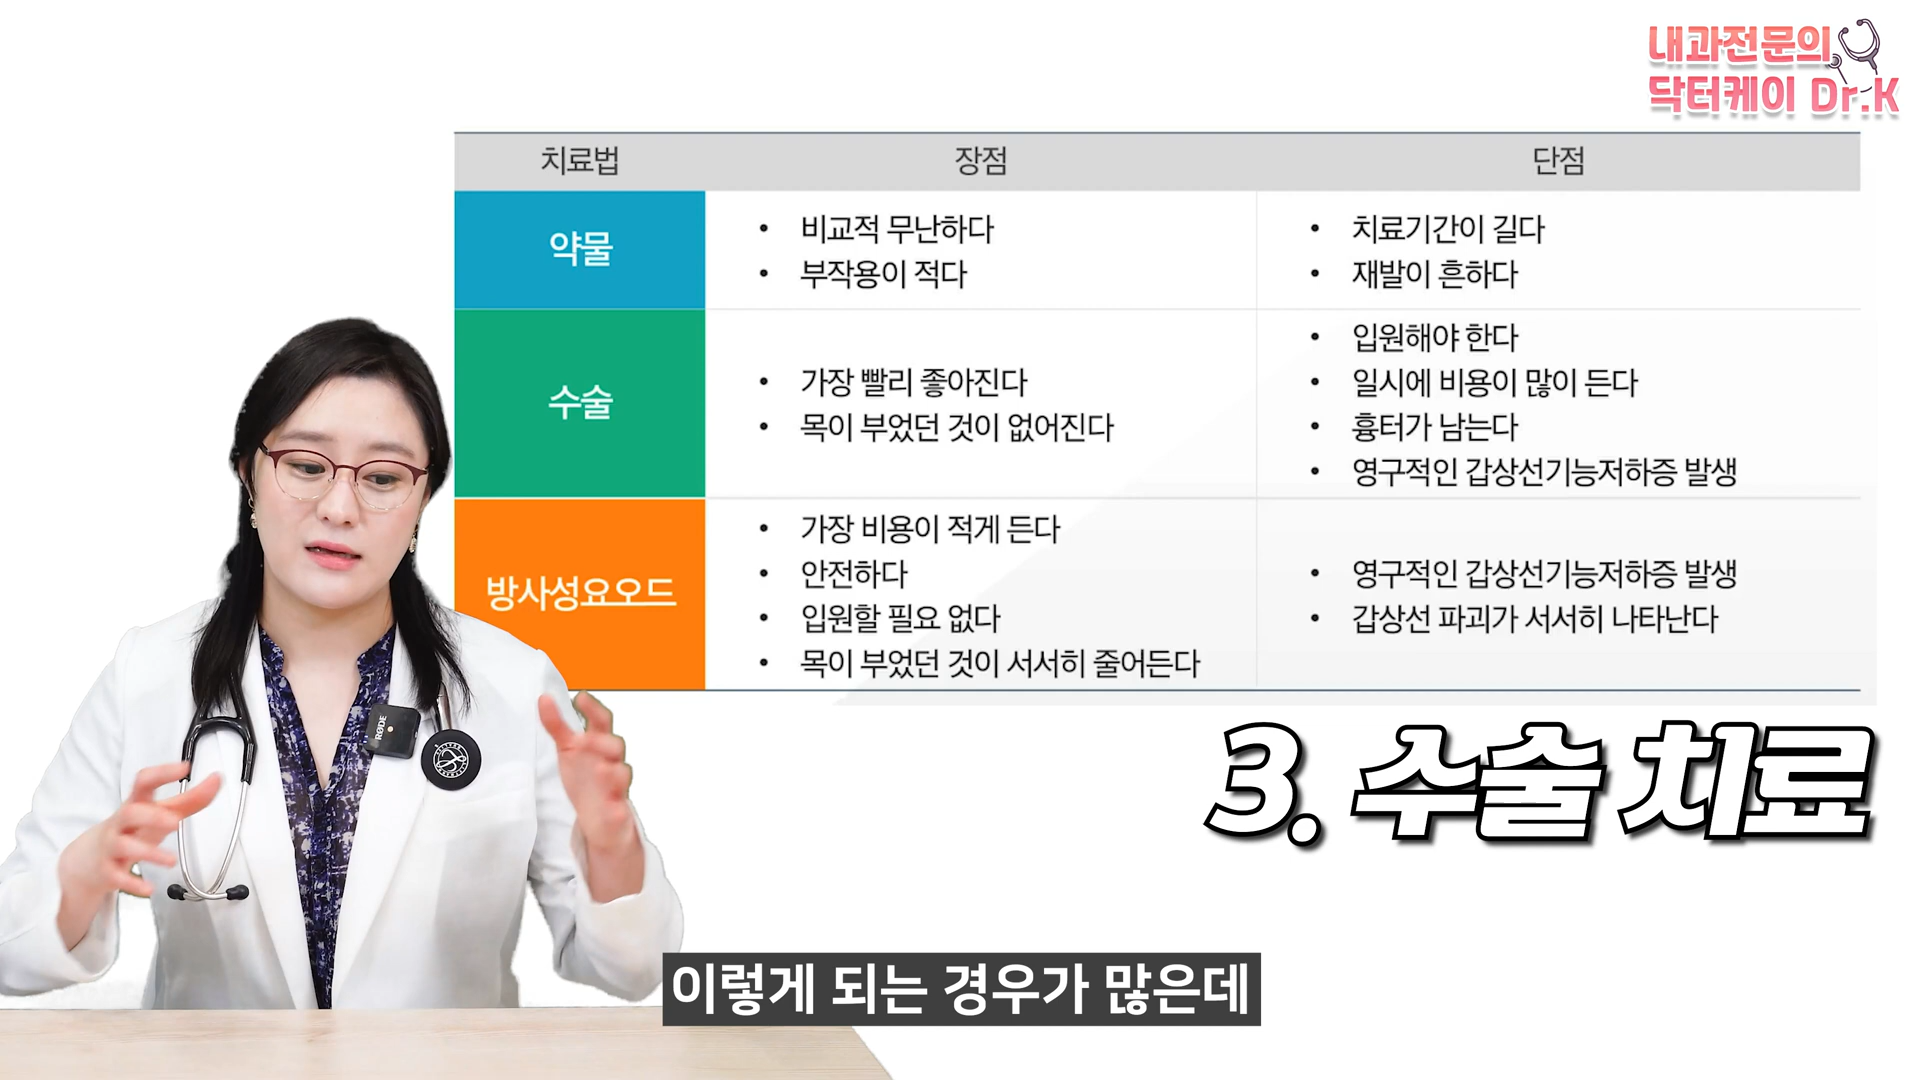 내과전문의
닥터케이 Dr.K
치료법 장점 단점
약물
• 비교적 무난하다
• 부작용이 적다
• 치료기간이 길다
• 재발이 흔하다
수술
• 가장 빨리 좋아진다
• 목이 부었던 것이 없어진다
• 입원해야 한다
• 일시에 비용이 많이 든다
• 흉터가 남는다
• 영구적인 갑상선기능저하증 발생
방사성요오드
• 가장 비용이 적게 든다
• 안전하다
• 입원할 필요 없다
• 목이 부었던 것이 서서히 줄어든다
• 영구적인 갑상선기능저하증 발생
• 갑상선 파괴가 서서히 나타난다
RØDE
3. 수술 치료
이렇게 되는 경우가 많은데